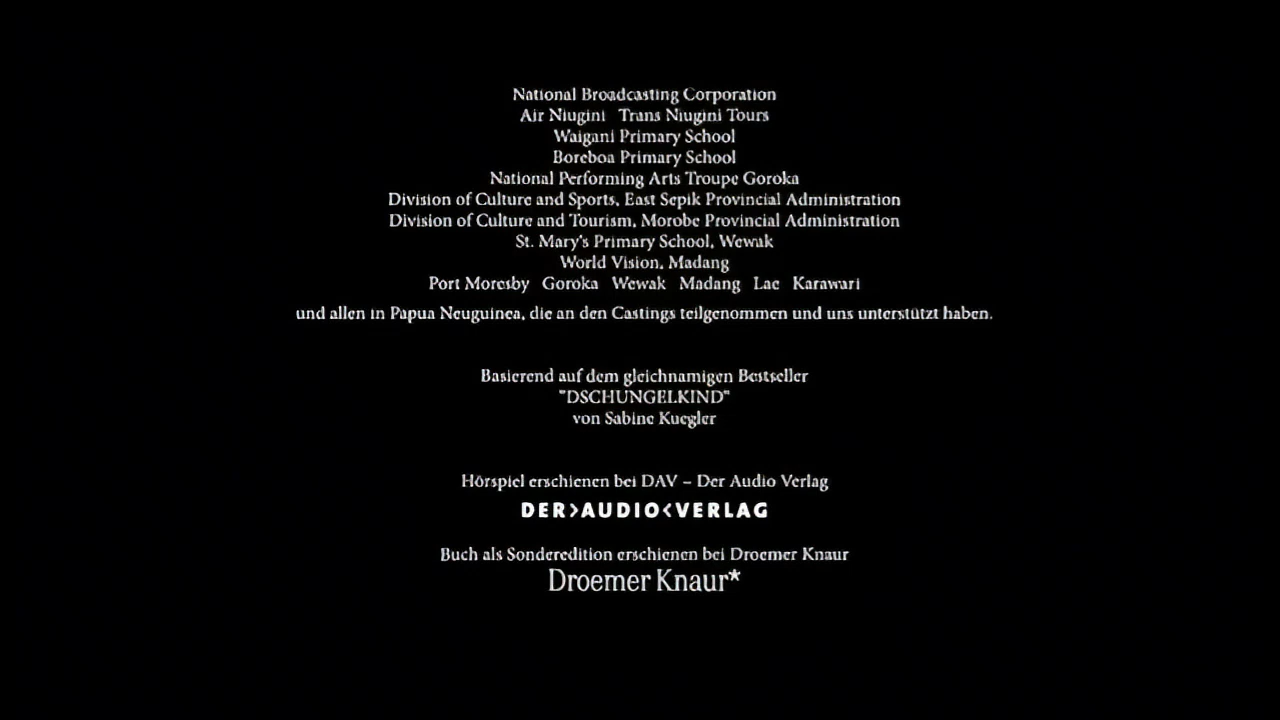 National Broadcasting Corporation
Air Niugini Trans Niugini Tours
Waigani Primary School
Boreboa Primary School
National Performing Arts Troupe Goroka
Division of Culture and Sports, East Sepik Provincial Administration
Division of Culture and Tourism, Morobe Provincial Administration
St. Mary's Primary School, Wewak
World Vision, Madang
Port Moresby Goroka Wewak Madang Lae Karawari
und allen in Papua Neuguinea, die an den Castings teilgenommen und uns unterstützt haben.
Basierend auf dem gleichnamigen Bestseller
"DSCHUNGELKIND"
von Sabine Kuegler
Hörspiel erschienen bei DAV – Der Audio Verlag
DER>AUDIO<VERLAG
Buch als Sonderedition erschienen bei Droemer Knaur
Droemer Knaur*